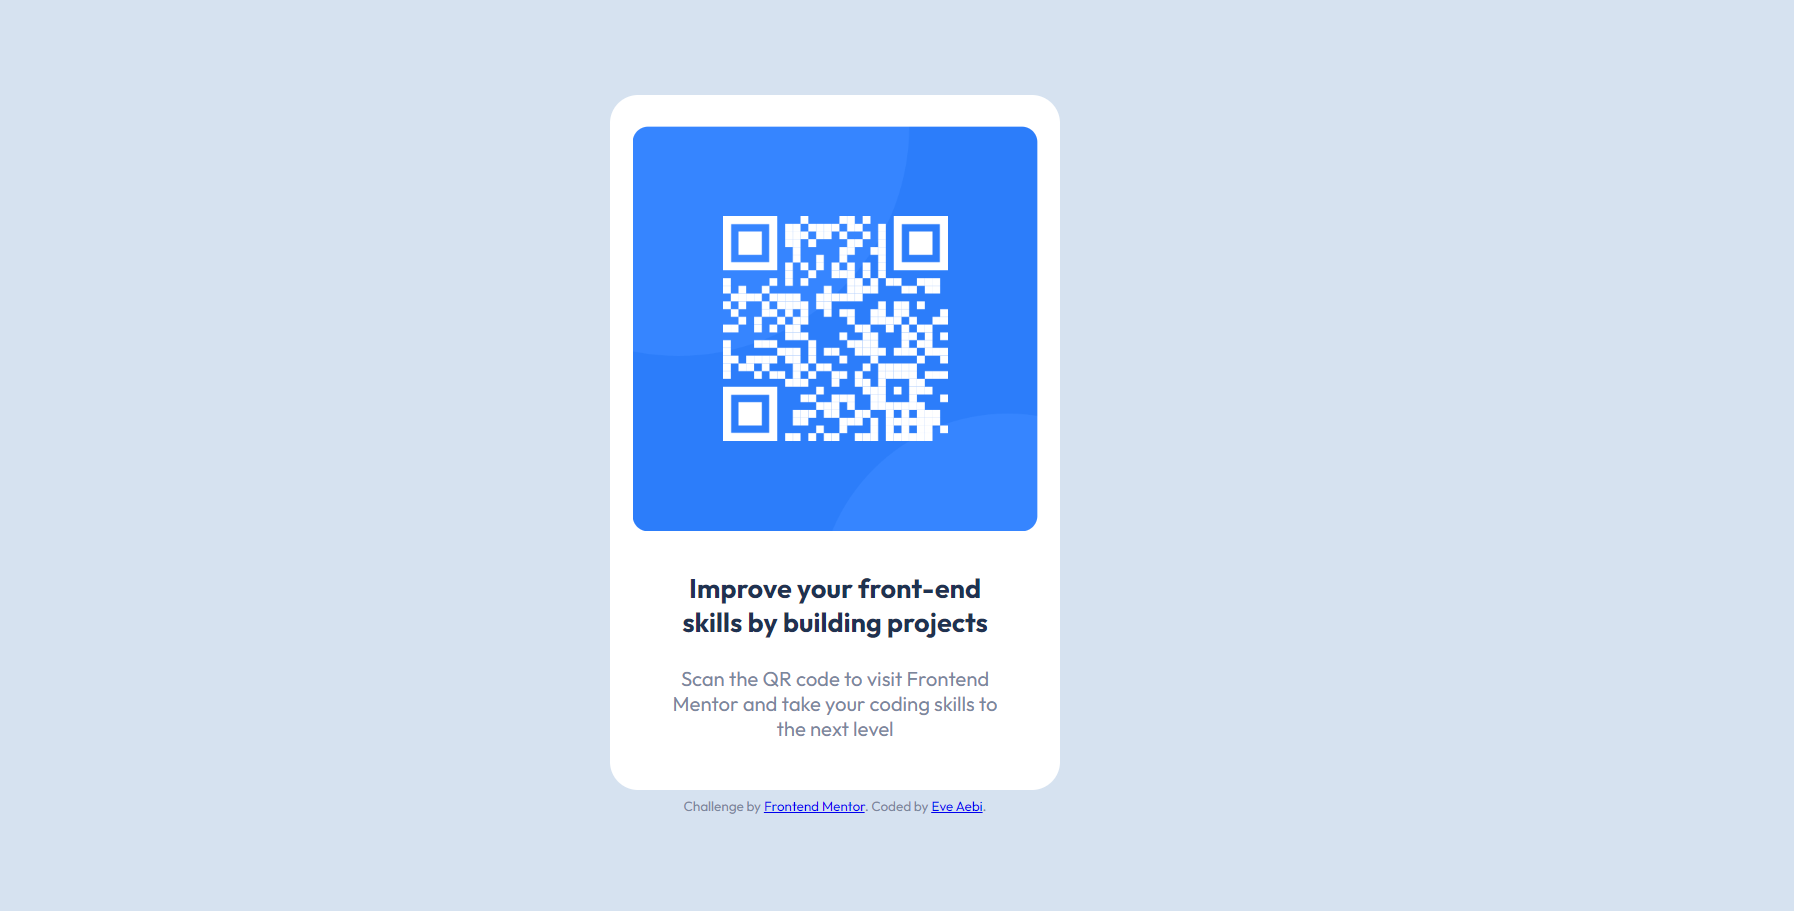 Improve your front-end
skills by building projects
Scan the QR code to visit Frontend
Mentor and take your coding skills to
the next level
Challenge by Frontend Mentor. Coded by Eve Aebi.